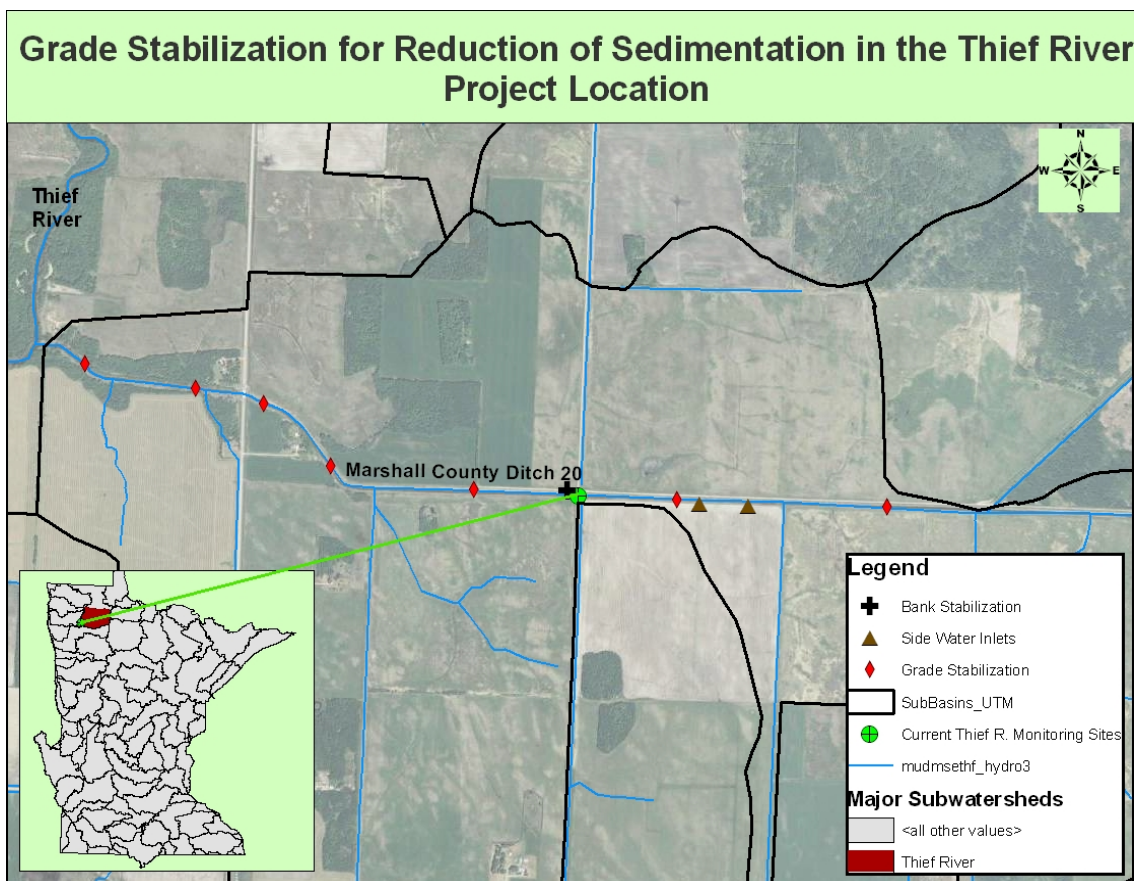 Grade Stabilization for Reduction of Sedimentation in the Thief River
Project Location
N
W E
S
Thief
River
Marshall County Ditch 20
Legend
Bank Stabilization
Side Water Inlets
Grade Stabilization
SubBasins_UTM
Current Thief R. Monitoring Sites
mudmsethf_hydro3
Major Subwatersheds
<all other values>
Thief River